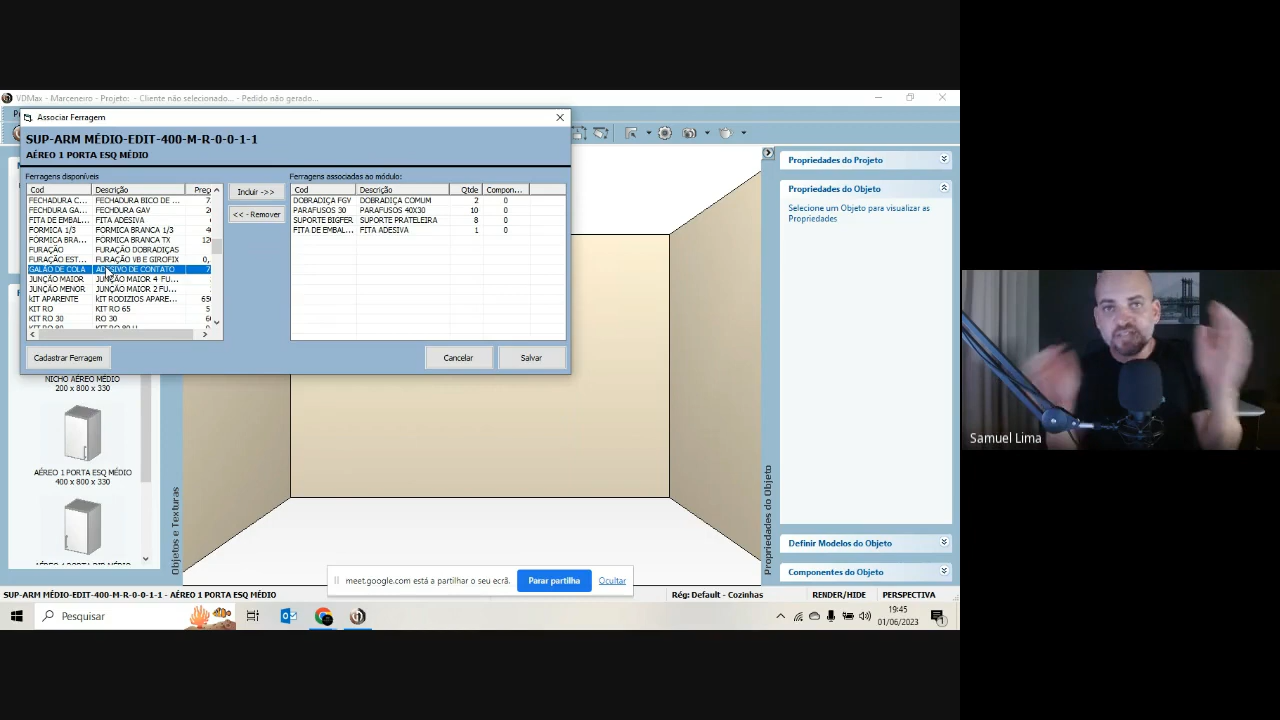 VDMax - Marceneiro - Projeto: - Cliente não selecionado... - Pedido não gerado...
Associar Ferragem
SUP-ARM MÉDIO-EDIT-400-M-R-0-0-1-1
AÉREO 1 PORTA ESQ MÉDIO
Ferragens disponíveis
Cod Descrição Preç
FECHADURA C... FECHADURA BICO DE ...
FECHDURA GA... FECHDURA GAV
FITA DE EMBAL... FITA ADESIVA
FORMICA 1/3 FORMICA BRANCA 1/3
FORMICA BRA... FORMICA BRANCA TX
FURAÇÃO FURAÇÃO DOBRADIÇAS
FURAÇÃO EST... FURAÇÃO VB E GIROFIX 0,
GALÃO DE COLA ADESIVO DE CONTATO 7
JUNÇÃO MAIOR JUNÇÃO MAIOR 4 FU...
JUNÇÃO MENOR JUNÇÃO MAIOR 2 FU...
KIT APARENTE KIT RODIZIOS APARE...
KIT RO KIT RO 65
KIT RO 30 RO 30
Incluir ->>
<< - Remover
Ferragens associadas ao módulo:
Cod Descrição Qtde Compon...
DOBRADIÇA FGV DOBRADIÇA COMUM 2 0
PARAFUSOS 30 PARAFUSOS 40X30 10 0
SUPORTE BIGFER SUPORTE PRATELEIRA 8 0
FITA DE EMBAL... FITA ADESIVA 1 0
Cadastrar Ferragem
Cancelar
Salvar
NICHO AÉREO MÉDIO
200 x 800 x 330
AÉREO 1 PORTA ESQ MÉDIO
400 x 800 x 330
Objetos e Texturas
Propriedades do Objeto
Propriedades do Projeto
Propriedades do Objeto
Selecione um Objeto para visualizar as
Propriedades
Definir Modelos do Objeto
Componentes do Objeto
meet.google.com está a partilhar o seu ecrã.
Parar partilha
Ocultar
SUP-ARM MÉDIO-EDIT-400-M-R-0-0-1-1 - AÉREO 1 PORTA ESQ MÉDIO
Rég: Default - Cozinhas
RENDER/HIDE
PERSPECTIVA
Pesquisar
19:45
01/06/2023
1
Samuel Lima